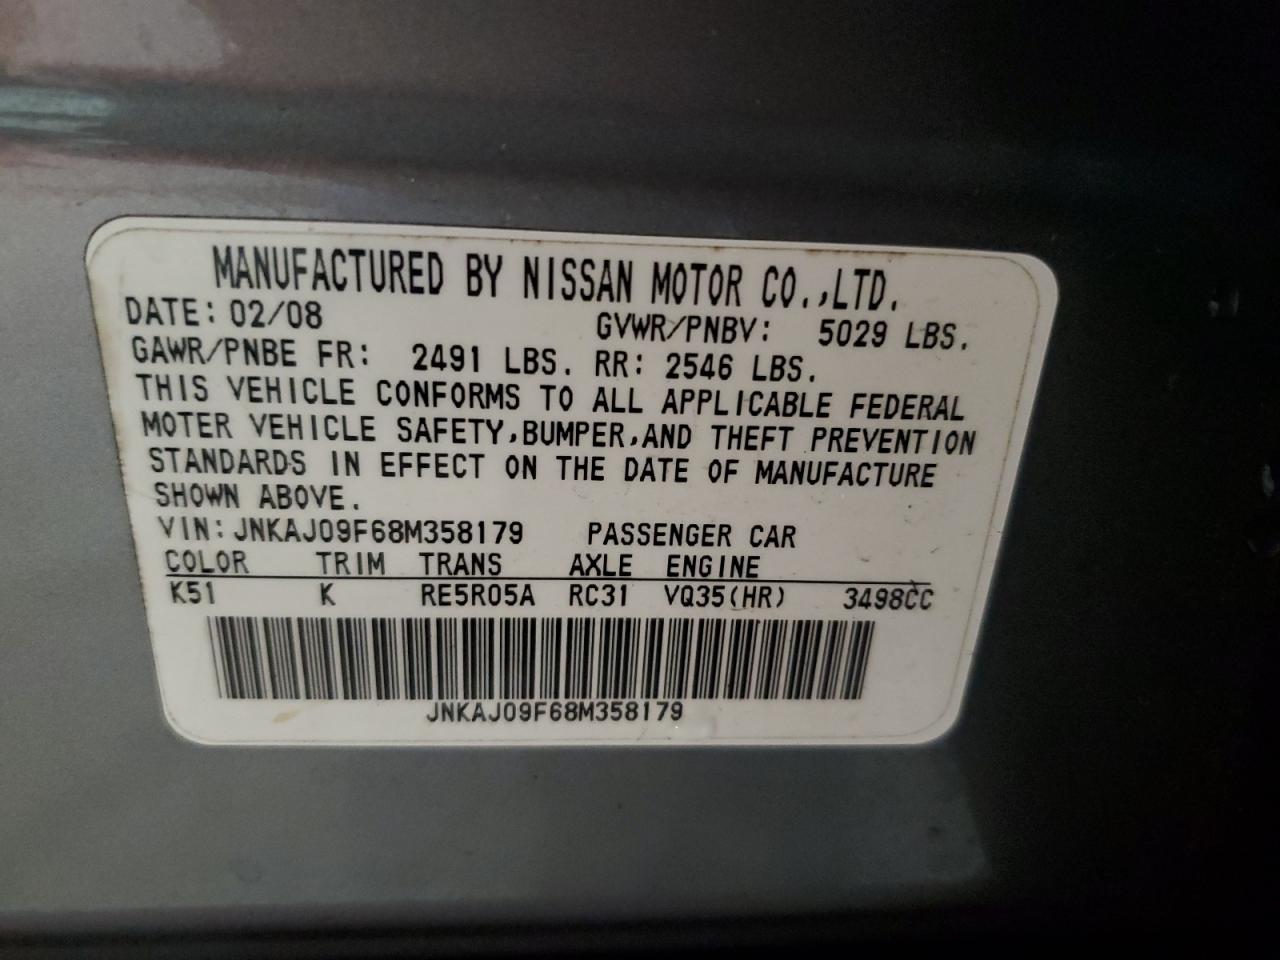 MANUFACTURED BY NISSAN MOTOR CO.,LTD.
DATE: 02/08 GVWR/PNBV: 5029 LBS.
GAWR/PNBE FR: 2491 LBS. RR: 2546 LBS.
THIS VEHICLE CONFORMS TO ALL APPLICABLE FEDERAL
MOTER VEHICLE SAFETY,BUMPER,AND THEFT PREVENTION
STANDARDS IN EFFECT ON THE DATE OF MANUFACTURE
SHOWN ABOVE.
VIN: JNKAJ09F68M358179 PASSENGER CAR
COLOR TRIM TRANS AXLE ENGINE
K51 K RE5R05A RC31 VQ35(HR) 3498CC
JNKAJ09F68M358179